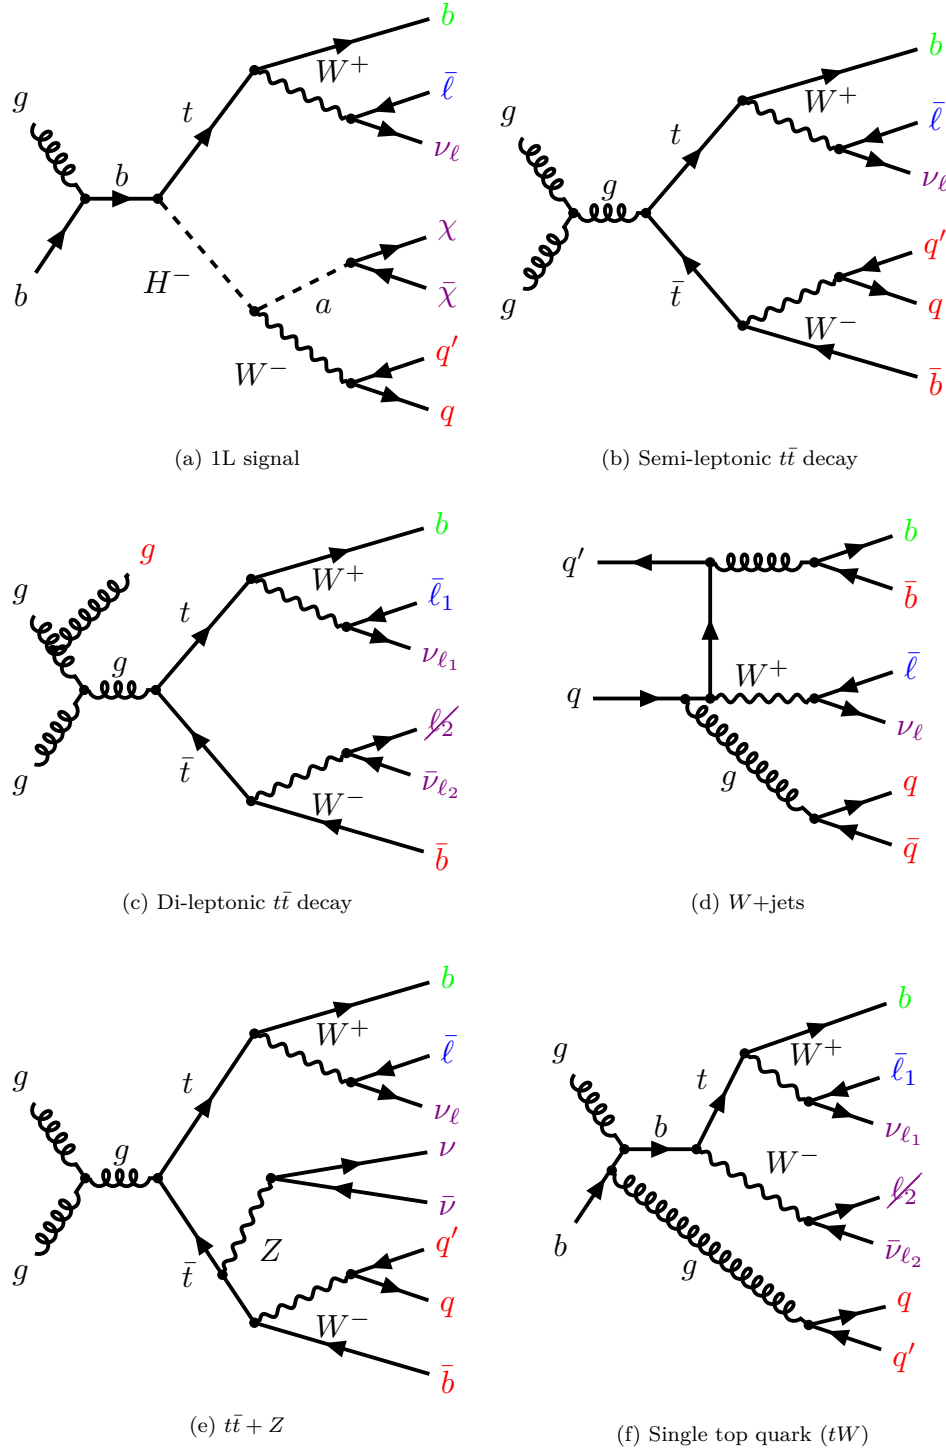 b
W⁺
ℓ̄
t
ν_ℓ
g
b
χ
H⁻
χ̄
b
a
q′
W⁻
q
(a) 1L signal
b
W⁺
ℓ̄
g
t
ν_ℓ
g
q′
t̄
q
g
W⁻
b̄
(b) Semi-leptonic tt̄ decay
b
g
W⁺
ℓ̄₁
g
t
ν_ℓ₁
g
ℓ₂
t̄
ν̄_ℓ₂
g
W⁻
b̄
(c) Di-leptonic tt̄ decay
b
q′
b̄
ℓ̄
W⁺
q
ν_ℓ
g
q
q̄
(d) W+jets
b
W⁺
ℓ̄
g
t
ν_ℓ
g
ν
ν̄
Z
q′
g
t̄
q
W⁻
b̄
(e) tt̄ + Z
b
W⁺
g
ℓ̄₁
t
ν_ℓ₁
b
W⁻
ℓ₂
b
ν̄_ℓ₂
g
q
q′
(f) Single top quark (tW)